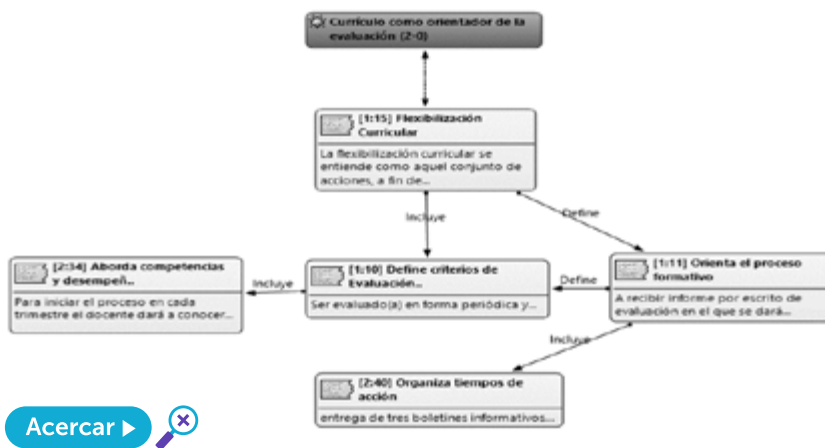 Currículo como orientador de la
evaluación {2-0}
[1:15] Flexibilización
Curricular
La flexibilización curricular se
entiende como aquel conjunto de
acciones, a fin de...
Incluye
Define
[2:34] Aborda competencias
y desempeñ..
Para iniciar el proceso en cada
trimestre el docente dará a conocer...
Incluye
[1:10] Define criterios de
Evaluación...
Ser evaluado(a) en forma periódica y...
Define
[1:11] Orienta el proceso
formativo
A recibir informe por escrito de
evaluación en el que se dará...
Incluye
[2:40] Organiza tiempos de
acción
entrega de tres boletines informativos...
Acercar